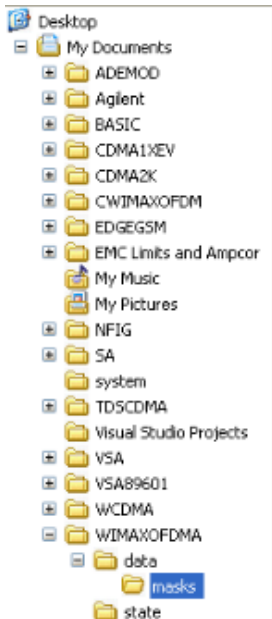 Desktop
My Documents
ADEMOD
Agilent
BASIC
CDMA1XEV
CDMA2K
CWIMAXOFDM
EDGEGSM
EMC Limits and Ampcor
My Music
My Pictures
NFIG
SA
system
TDSCDMA
Visual Studio Projects
VSA
VSA89601
WCDMA
WIMAXOFDMA
data
masks
state